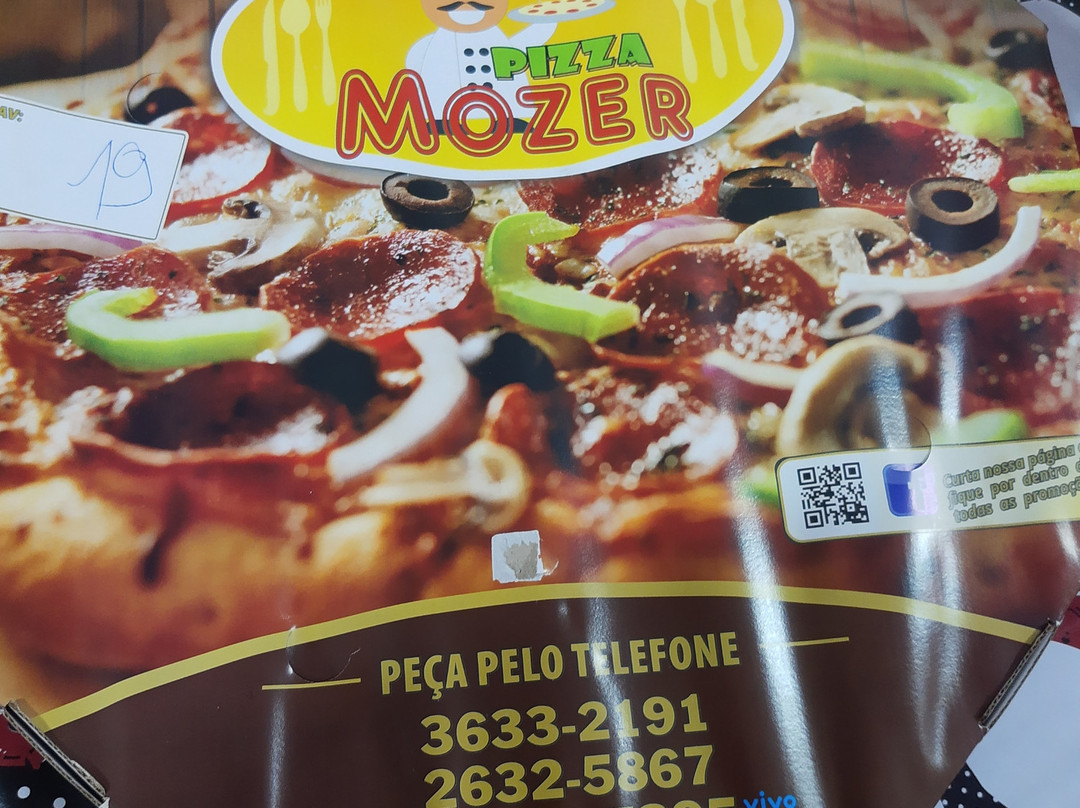 PIZZA
MOZER
AV:
19
Curta nossa página
fique por dentro
todas as promoç
PEÇA PELO TELEFONE
3633-2191
2632-5867
vivo